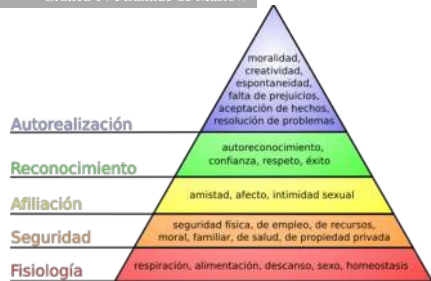 moralidad,
creatividad,
espontaneidad,
falta de prejuicios,
aceptación de hechos,
resolución de problemas
Autorealización
autoreconocimiento,
confianza, respeto, éxito
Reconocimiento
amistad, afecto, intimidad sexual
Afiliación
seguridad física, de empleo, de recursos,
moral, familiar, de salud, de propiedad privada
Seguridad
respiración, alimentación, descanso, sexo, homeostasis
Fisiología